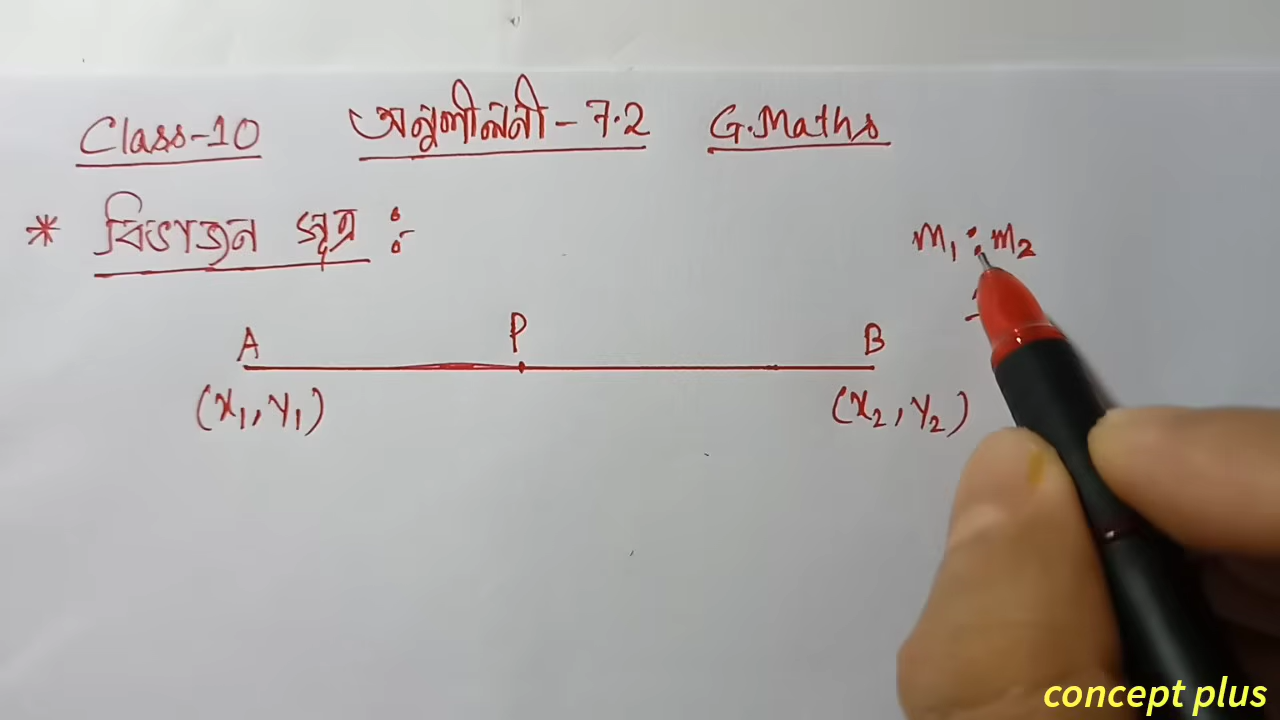 Class-10 অনুশীলনী - 7.2 G.Maths
* বিভাজন সূত্র :
m₁ : m₂
A P B
(x₁, y₁) (x₂, y₂)
concept plus